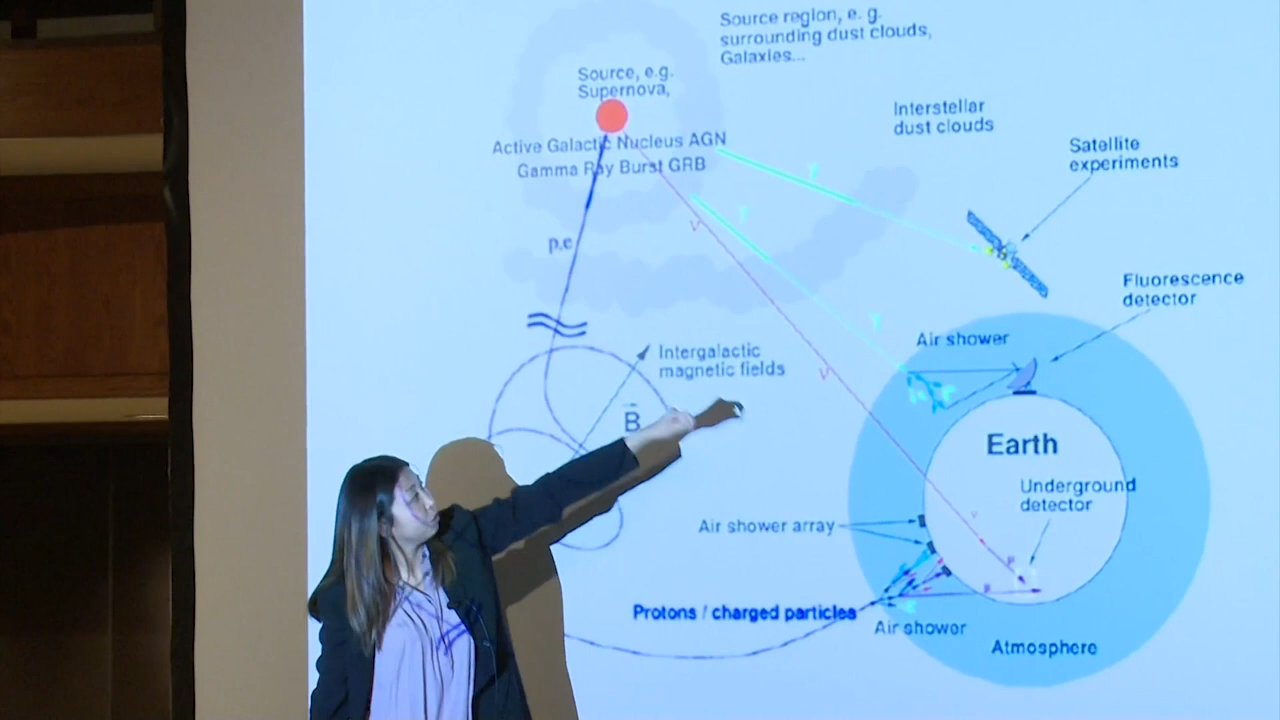 Source region, e. g.
surrounding dust clouds,
Galaxies...
Source, e.g.
Supernova,
Active Galactic Nucleus AGN
Gamma Ray Burst GRB
Interstellar
dust clouds
Satellite
experiments
γ
γ
ν
p,e
Fluorescence
detector
Air shower
γ
Intergalactic
magnetic fields
ν
B
Earth
Underground
detector
Air shower array
ν
μ
μ
Protons / charged particles
Air shower
Atmosphere